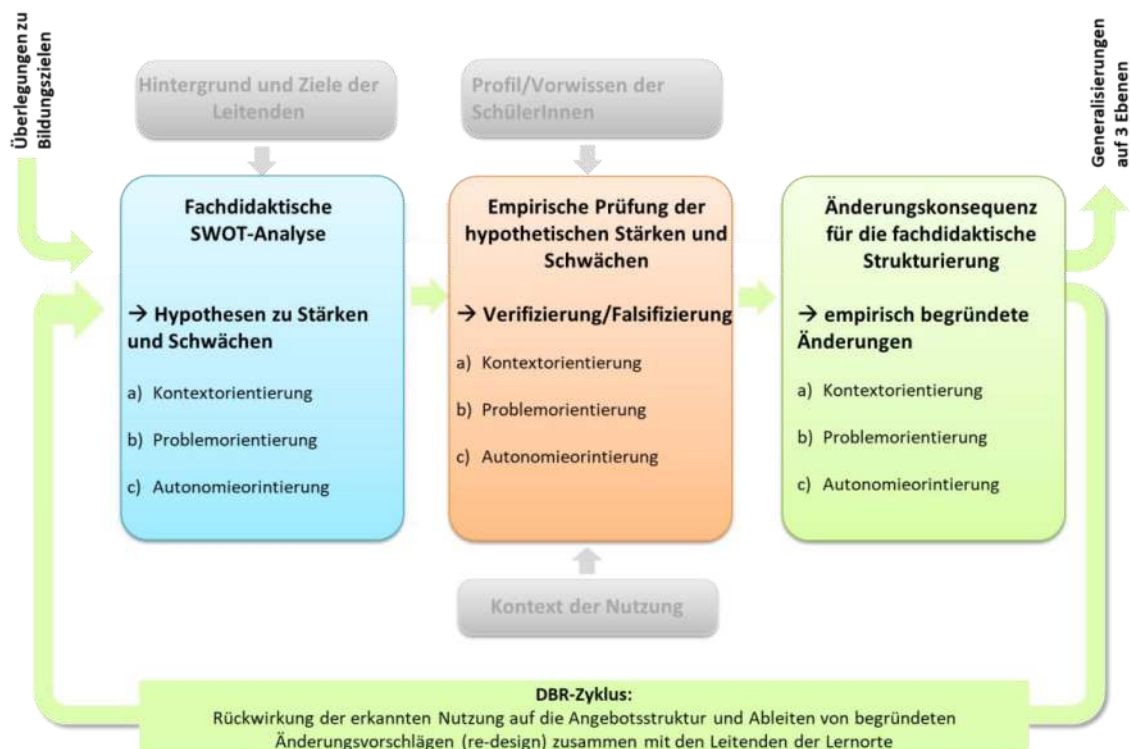 Überlegungen zu
Bildungszielen
Hintergrund und Ziele der
Leitenden
Profil/Vorwissen der
SchülerInnen
Generalisierungen
auf 3 Ebenen
Fachdidaktische
SWOT-Analyse
→ Hypothesen zu Stärken
und Schwächen
a) Kontextorientierung
b) Problemorientierung
c) Autonomieorintierung
Empirische Prüfung der
hypothetischen Stärken und
Schwächen
→ Verifizierung/Falsifizierung
a) Kontextorientierung
b) Problemorientierung
c) Autonomieorintierung
Änderungskonsequenz
für die fachdidaktische
Strukturierung
→ empirisch begründete
Änderungen
a) Kontextorientierung
b) Problemorientierung
c) Autonomieorintierung
Kontext der Nutzung
DBR-Zyklus:
Rückwirkung der erkannten Nutzung auf die Angebotsstruktur und Ableiten von begründeten
Änderungsvorschlägen (re-design) zusammen mit den Leitenden der Lernorte